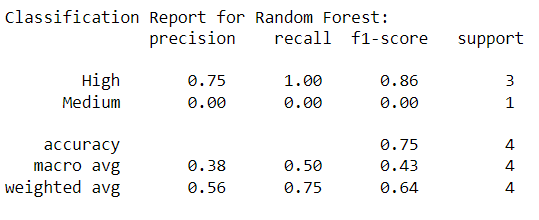 Classification Report for Random Forest:
precision recall f1-score support
High 0.75 1.00 0.86 3
Medium 0.00 0.00 0.00 1
accuracy 0.75 4
macro avg 0.38 0.50 0.43 4
weighted avg 0.56 0.75 0.64 4